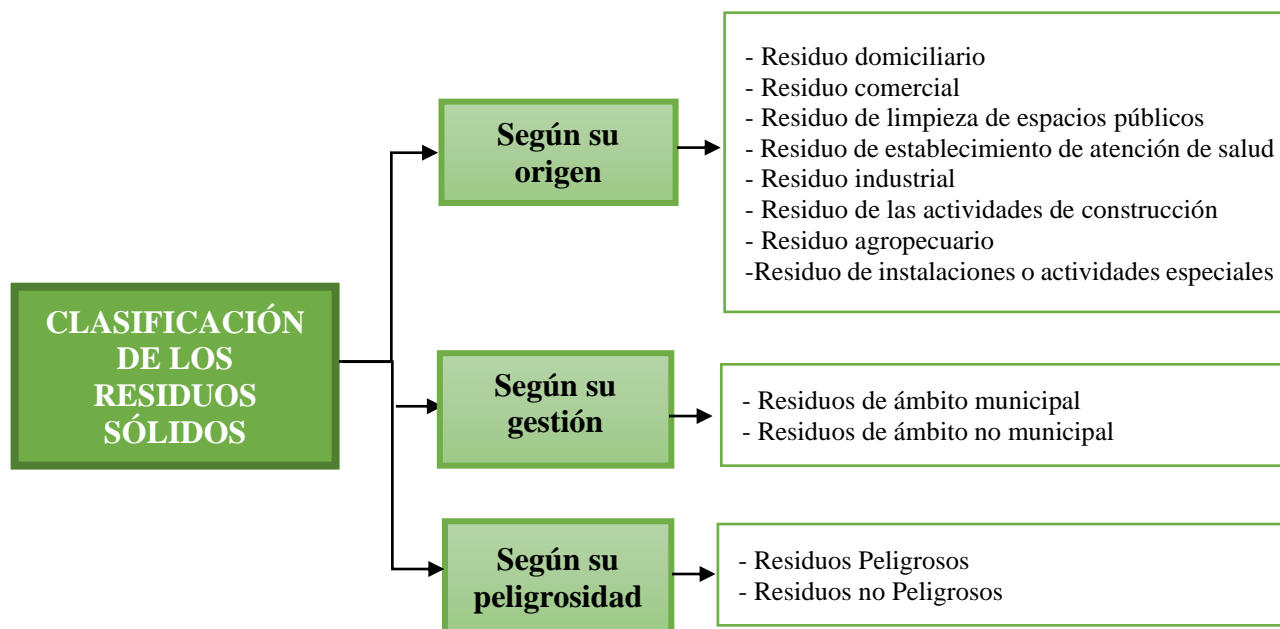 CLASIFICACIÓN
DE LOS
RESIDUOS
SÓLIDOS
Según su
origen
- Residuo domiciliario
- Residuo comercial
- Residuo de limpieza de espacios públicos
- Residuo de establecimiento de atención de salud
- Residuo industrial
- Residuo de las actividades de construcción
- Residuo agropecuario
-Residuo de instalaciones o actividades especiales
Según su
gestión
- Residuos de ámbito municipal
- Residuos de ámbito no municipal
Según su
peligrosidad
- Residuos Peligrosos
- Residuos no Peligrosos